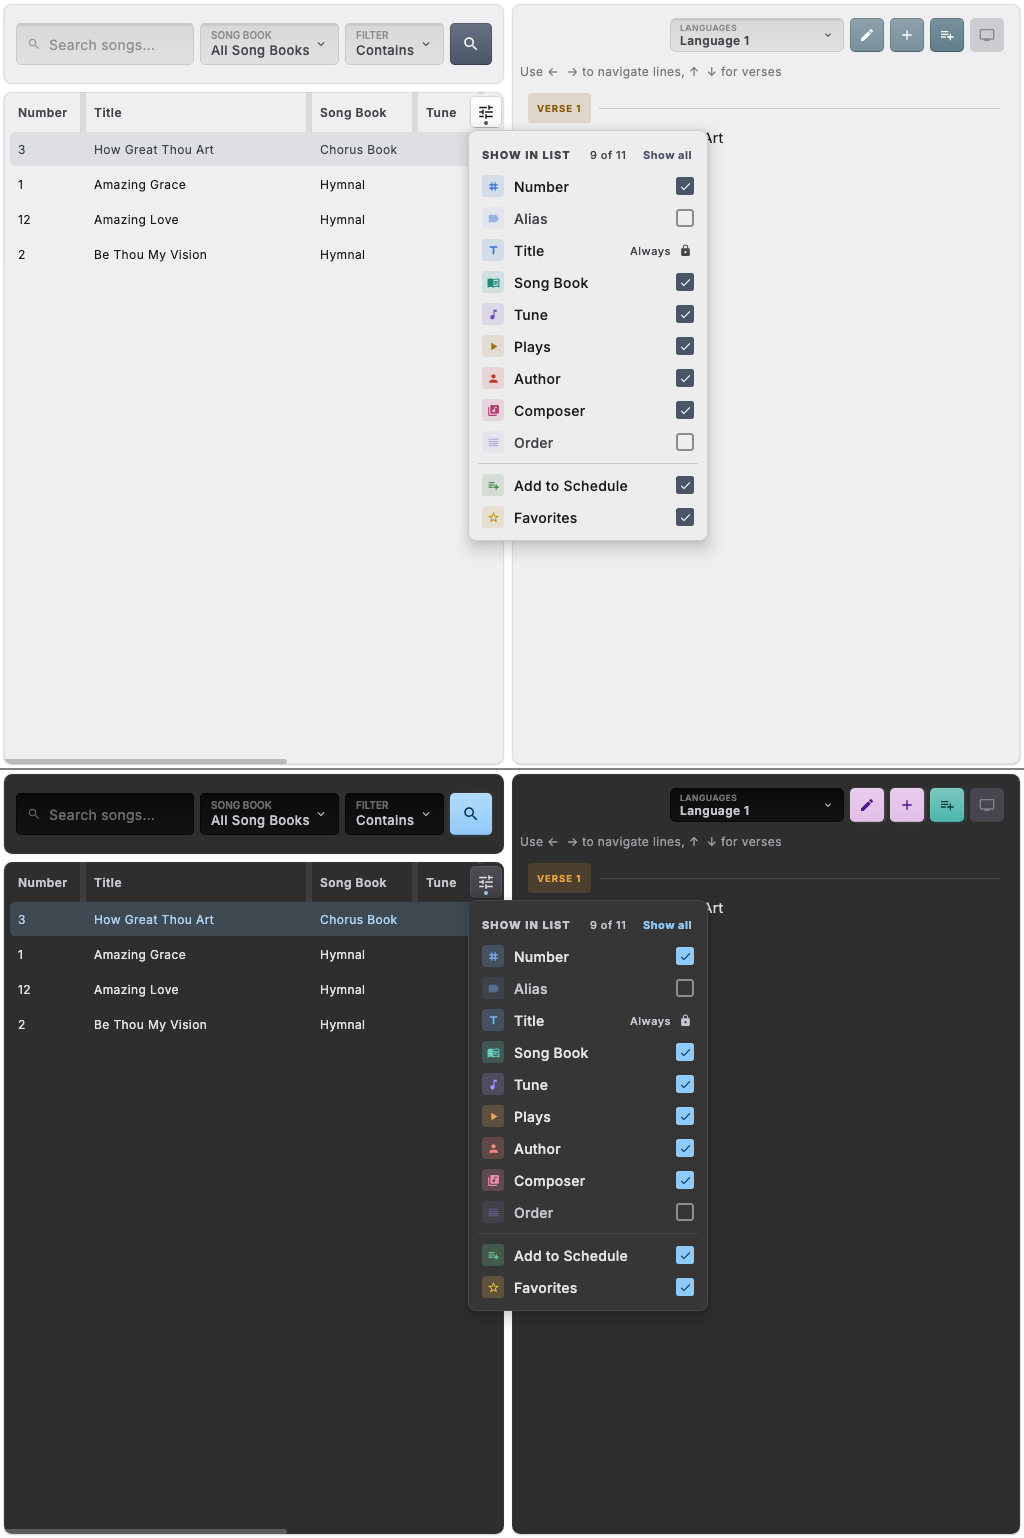 Search songs...
SONG BOOK
All Song Books
FILTER
Contains
LANGUAGES
Language 1
Use ← → to navigate lines, ↑ ↓ for verses
Number Title Song Book Tune
VERSE 1
3 How Great Thou Art Chorus Book
Art
1 Amazing Grace Hymnal
12 Amazing Love Hymnal
2 Be Thou My Vision Hymnal
SHOW IN LIST 9 of 11 Show all
Number
Alias
Title Always
Song Book
Tune
Plays
Author
Composer
Order
Add to Schedule
Favorites
Search songs...
SONG BOOK
All Song Books
FILTER
Contains
LANGUAGES
Language 1
Use ← → to navigate lines, ↑ ↓ for verses
Number Title Song Book Tune
VERSE 1
3 How Great Thou Art Chorus Book
Art
1 Amazing Grace Hymnal
12 Amazing Love Hymnal
2 Be Thou My Vision Hymnal
SHOW IN LIST 9 of 11 Show all
Number
Alias
Title Always
Song Book
Tune
Plays
Author
Composer
Order
Add to Schedule
Favorites